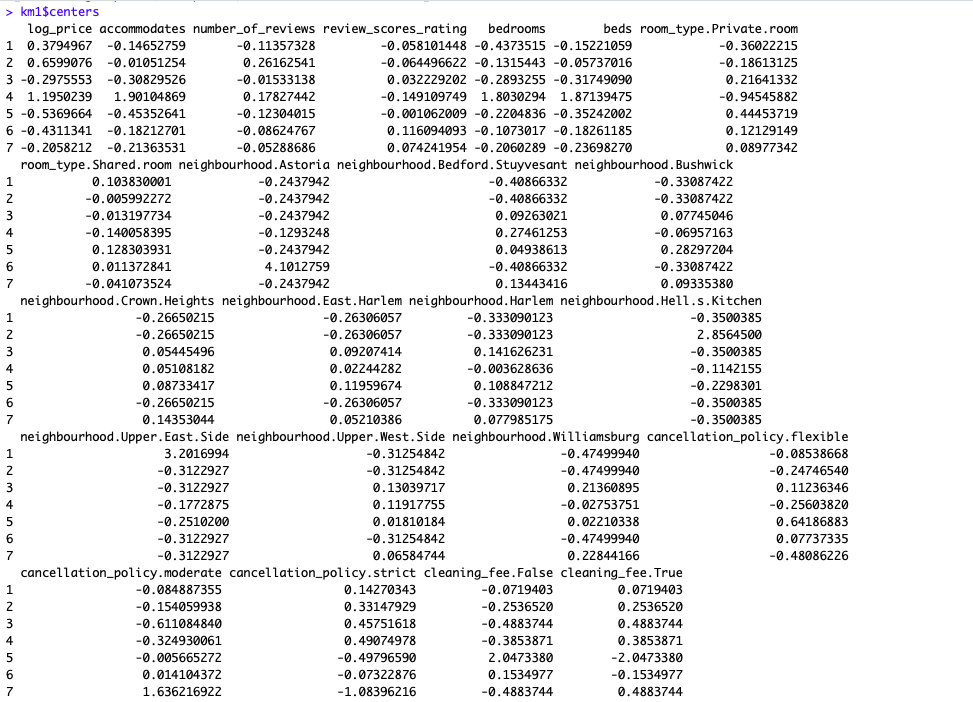 > km1$centers
log_price accommodates number_of_reviews review_scores_rating bedrooms beds room_type.Private.room
1 0.3794967 -0.14652759 -0.11357328 -0.058101448 -0.4373515 -0.15221059 -0.36022215
2 0.6599076 -0.01051254 0.26162541 -0.064496622 -0.1315443 -0.05737016 -0.18613125
3 -0.2975553 -0.30829526 -0.01533138 0.032229202 -0.2893255 -0.31749090 0.21641332
4 1.1950239 1.90104869 0.17827442 -0.149109749 1.8030294 1.87139475 -0.94545882
5 -0.5369664 -0.45352641 -0.12304015 -0.001062009 -0.2204836 -0.35242002 0.44453719
6 -0.4311341 -0.18212701 -0.08624767 0.116094093 -0.1073017 -0.18261185 0.12129149
7 -0.2058212 -0.21363531 -0.05288686 0.074241954 -0.2060289 -0.23698270 0.08977342
room_type.Shared.room neighbourhood.Astoria neighbourhood.Bedford.Stuyvesant neighbourhood.Bushwick
1 0.103830001 -0.2437942 -0.40866332 -0.33087422
2 -0.005992272 -0.2437942 -0.40866332 -0.33087422
3 -0.013197734 -0.2437942 0.09263021 0.07745046
4 -0.140058395 -0.1293248 0.27461253 -0.06957163
5 0.128303931 -0.2437942 0.04938613 0.28297204
6 0.011372841 4.1012759 -0.40866332 -0.33087422
7 -0.041073524 -0.2437942 0.13443416 0.09335380
neighbourhood.Crown.Heights neighbourhood.East.Harlem neighbourhood.Harlem neighbourhood.Hell.s.Kitchen
1 -0.26650215 -0.26306057 -0.333090123 -0.3500385
2 -0.26650215 -0.26306057 -0.333090123 2.8564500
3 0.05445496 0.09207414 0.141626231 -0.3500385
4 0.05108182 0.02244282 -0.003628636 -0.1142155
5 0.08733417 0.11959674 0.108847212 -0.2298301
6 -0.26650215 -0.26306057 -0.333090123 -0.3500385
7 0.14353044 0.05210386 0.077985175 -0.3500385
neighbourhood.Upper.East.Side neighbourhood.Upper.West.Side neighbourhood.Williamsburg cancellation_policy.flexible
1 3.2016994 -0.31254842 -0.47499940 -0.08538668
2 -0.3122927 -0.31254842 -0.47499940 -0.24746540
3 -0.3122927 0.13039717 0.21360895 0.11236346
4 -0.1772875 0.11917755 -0.02753751 -0.25603820
5 -0.2510200 0.01810184 0.02210338 0.64186883
6 -0.3122927 -0.31254842 -0.47499940 0.07737335
7 -0.3122927 0.06584744 0.22844166 -0.48086226
cancellation_policy.moderate cancellation_policy.strict cleaning_fee.False cleaning_fee.True
1 -0.084887355 0.14270343 -0.0719403 0.0719403
2 -0.154059938 0.33147929 -0.2536520 0.2536520
3 -0.611084840 0.45751618 -0.4883744 0.4883744
4 -0.324930061 0.49074978 -0.3853871 0.3853871
5 -0.005665272 -0.49796590 2.0473380 -2.0473380
6 0.014104372 -0.07322876 0.1534977 -0.1534977
7 1.636216922 -1.08396216 -0.4883744 0.4883744